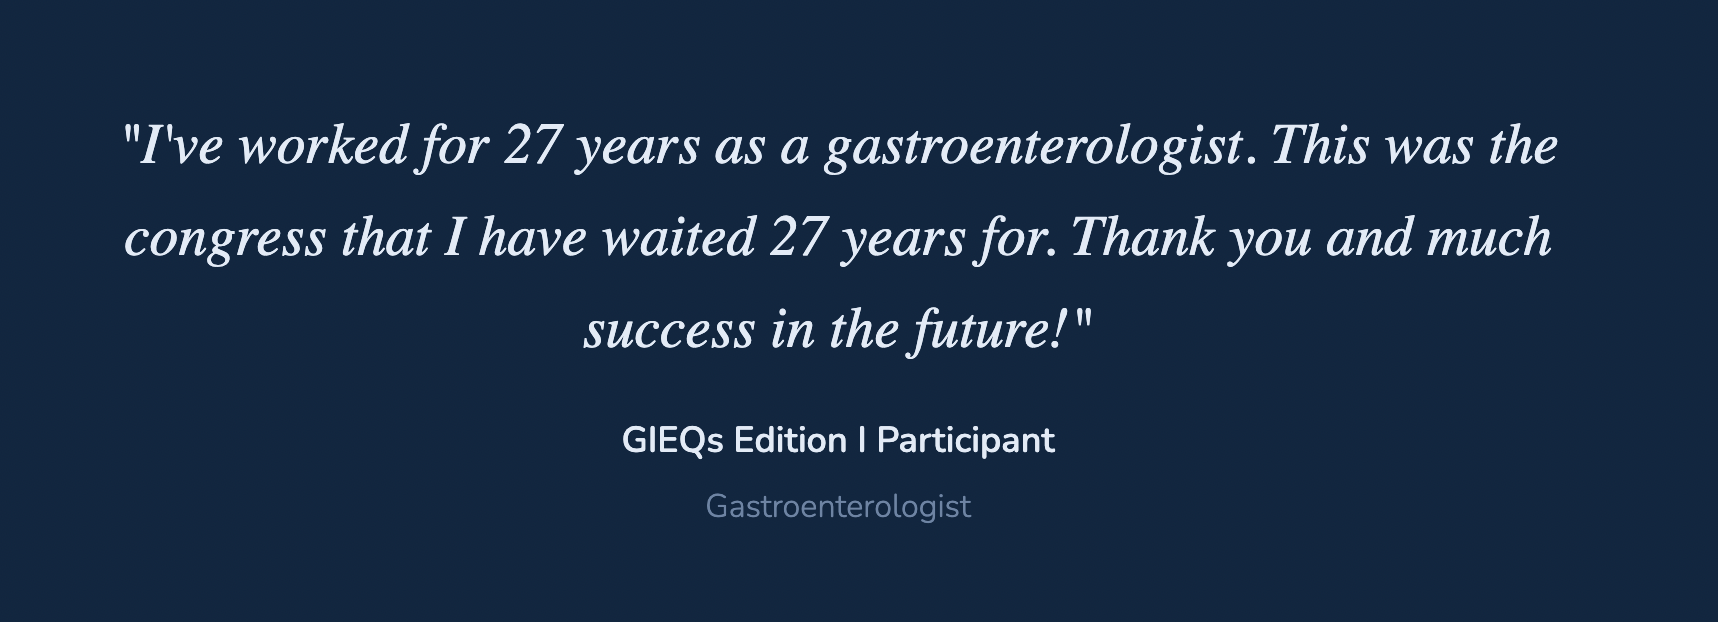 "I've worked for 27 years as a gastroenterologist. This was the
congress that I have waited 27 years for. Thank you and much
success in the future!"
GIEQs Edition I Participant
Gastroenterologist